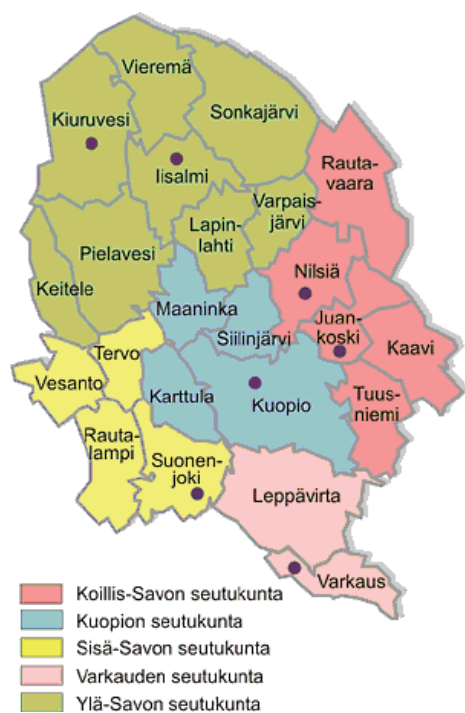 Vieremä
Kiuruvesi
Sonkajärvi
Iisalmi
Rauta-
vaara
Lapin-
lahti
Varpais-
järvi
Pielavesi
Keitele
Nilsiä
Maaninka
Siilinjärvi
Juan-
koski
Kaavi
Tervo
Vesanto
Karttula
Kuopio
Tuus-
niemi
Rauta-
lampi
Suonen-
joki
Leppävirta
Varkaus
Koillis-Savon seutukunta
Kuopion seutukunta
Sisä-Savon seutukunta
Varkauden seutukunta
Ylä-Savon seutukunta